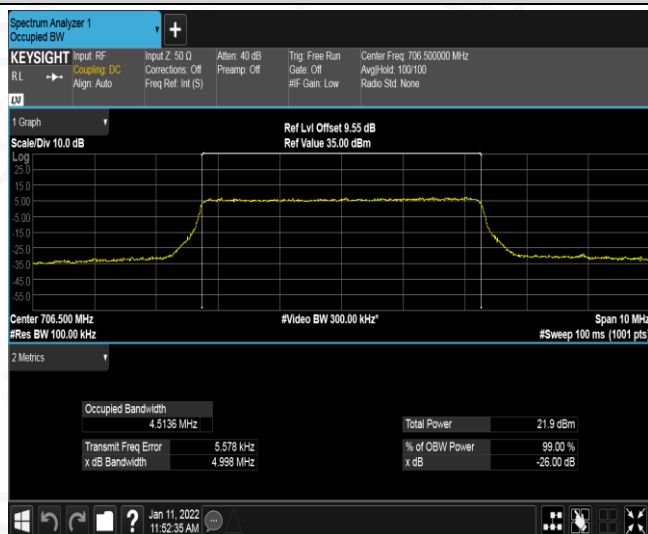 Spectrum Analyzer 1
Occupied BW
+
KEYSIGHT
RL
LXI
Input: RF
Coupling: DC
Align: Auto
Input Z: 50 Ω
Corrections: Off
Freq Ref: Int (S)
Atten: 40 dB
Preamp: Off
Trig: Free Run
Gate: Off
#IF Gain: Low
Center Freq: 706.500000 MHz
Avg|Hold: 100/100
Radio Std: None
1 Graph
Scale/Div 10.0 dB
Ref Lvl Offset 9.55 dB
Ref Value 35.00 dBm
Log
25.0
15.0
5.00
-5.00
-15.0
-25.0
-35.0
-45.0
-55.0
Center 706.500 MHz
#Res BW 100.00 kHz
#Video BW 300.00 kHz*
Span 10 MHz
#Sweep 100 ms (1001 pts)
2 Metrics
Occupied Bandwidth
4.5136 MHz
Transmit Freq Error 5.578 kHz
x dB Bandwidth 4.998 MHz
Total Power 21.9 dBm
% of OBW Power 99.00 %
x dB -26.00 dB
?
Jan 11, 2022
11:52:35 AM